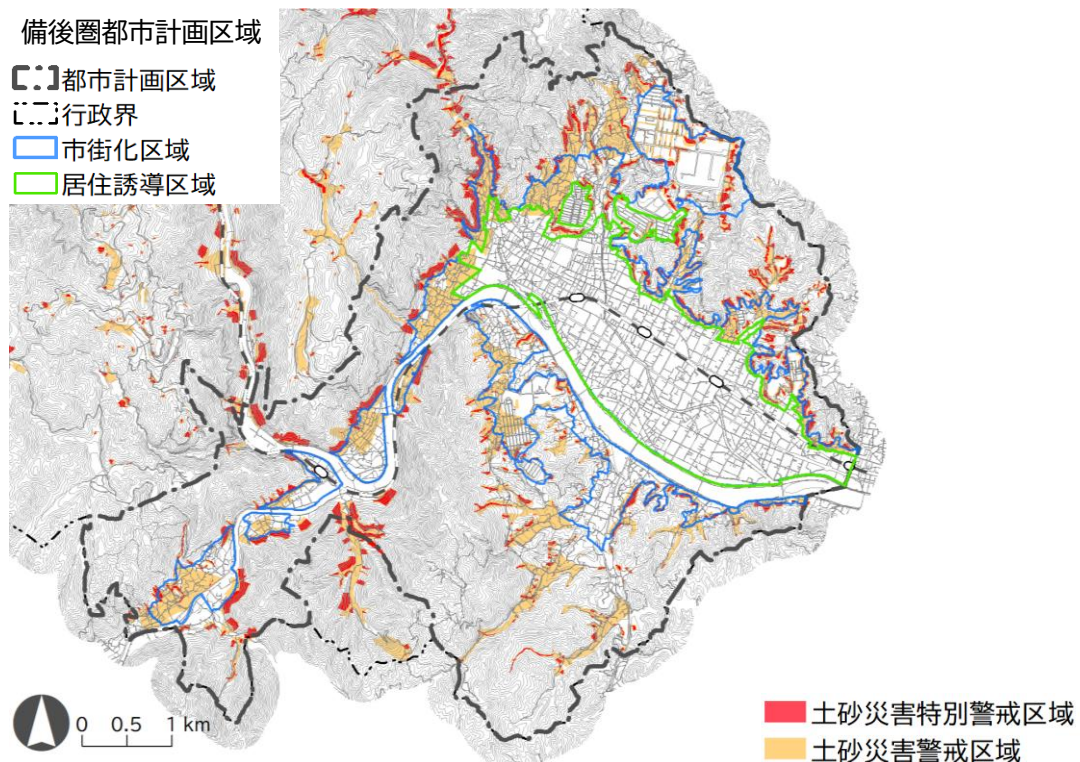 備後圏都市計画区域
都市計画区域
行政界
市街化区域
居住誘導区域
0 0.5 1 km
土砂災害特別警戒区域
土砂災害警戒区域